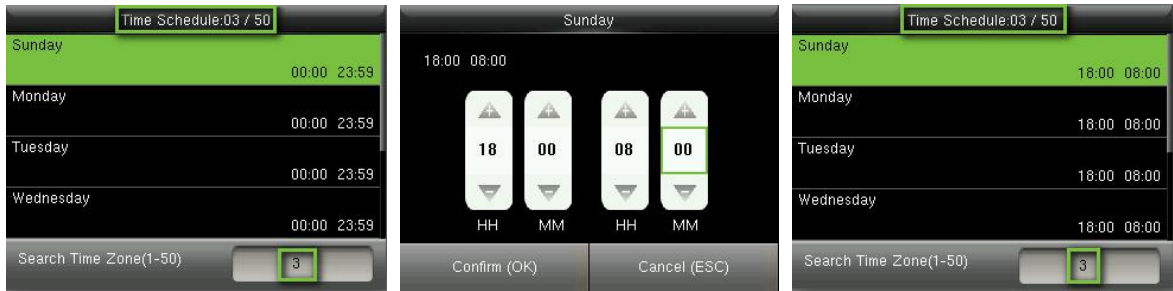 Time Schedule:03 / 50
Sunday
00:00 23:59
Monday
00:00 23:59
Tuesday
00:00 23:59
Wednesday
00:00 23:59
Search Time Zone(1-50)
3
Sunday
18:00 08:00
18 00 08 00
HH MM HH MM
Confirm (OK) Cancel (ESC)
Time Schedule:03 / 50
Sunday
18:00 08:00
Monday
18:00 08:00
Tuesday
18:00 08:00
Wednesday
18:00 08:00
Search Time Zone(1-50)
3